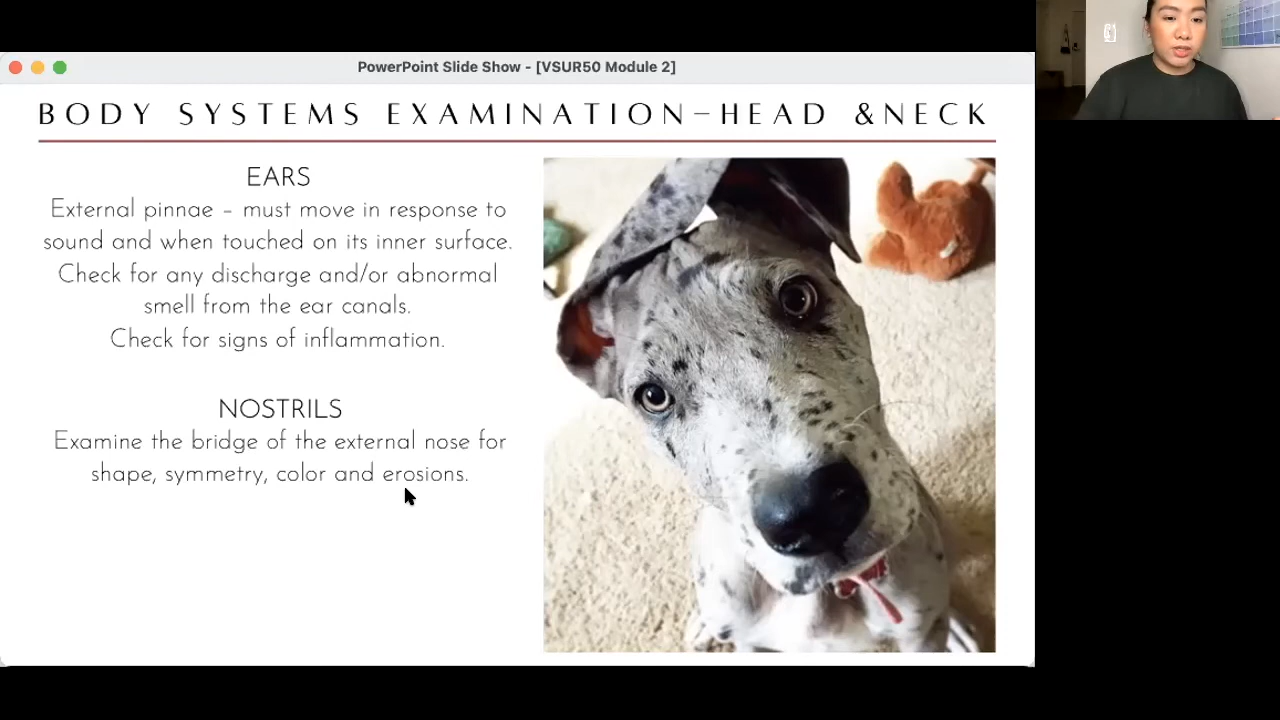 PowerPoint Slide Show - [VSUR50 Module 2]
BODY SYSTEMS EXAMINATION–HEAD &NECK
EARS
External pinnae – must move in response to
sound and when touched on its inner surface.
Check for any discharge and/or abnormal
smell from the ear canals.
Check for signs of inflammation.
NOSTRILS
Examine the bridge of the external nose for
shape, symmetry, color and erosions.